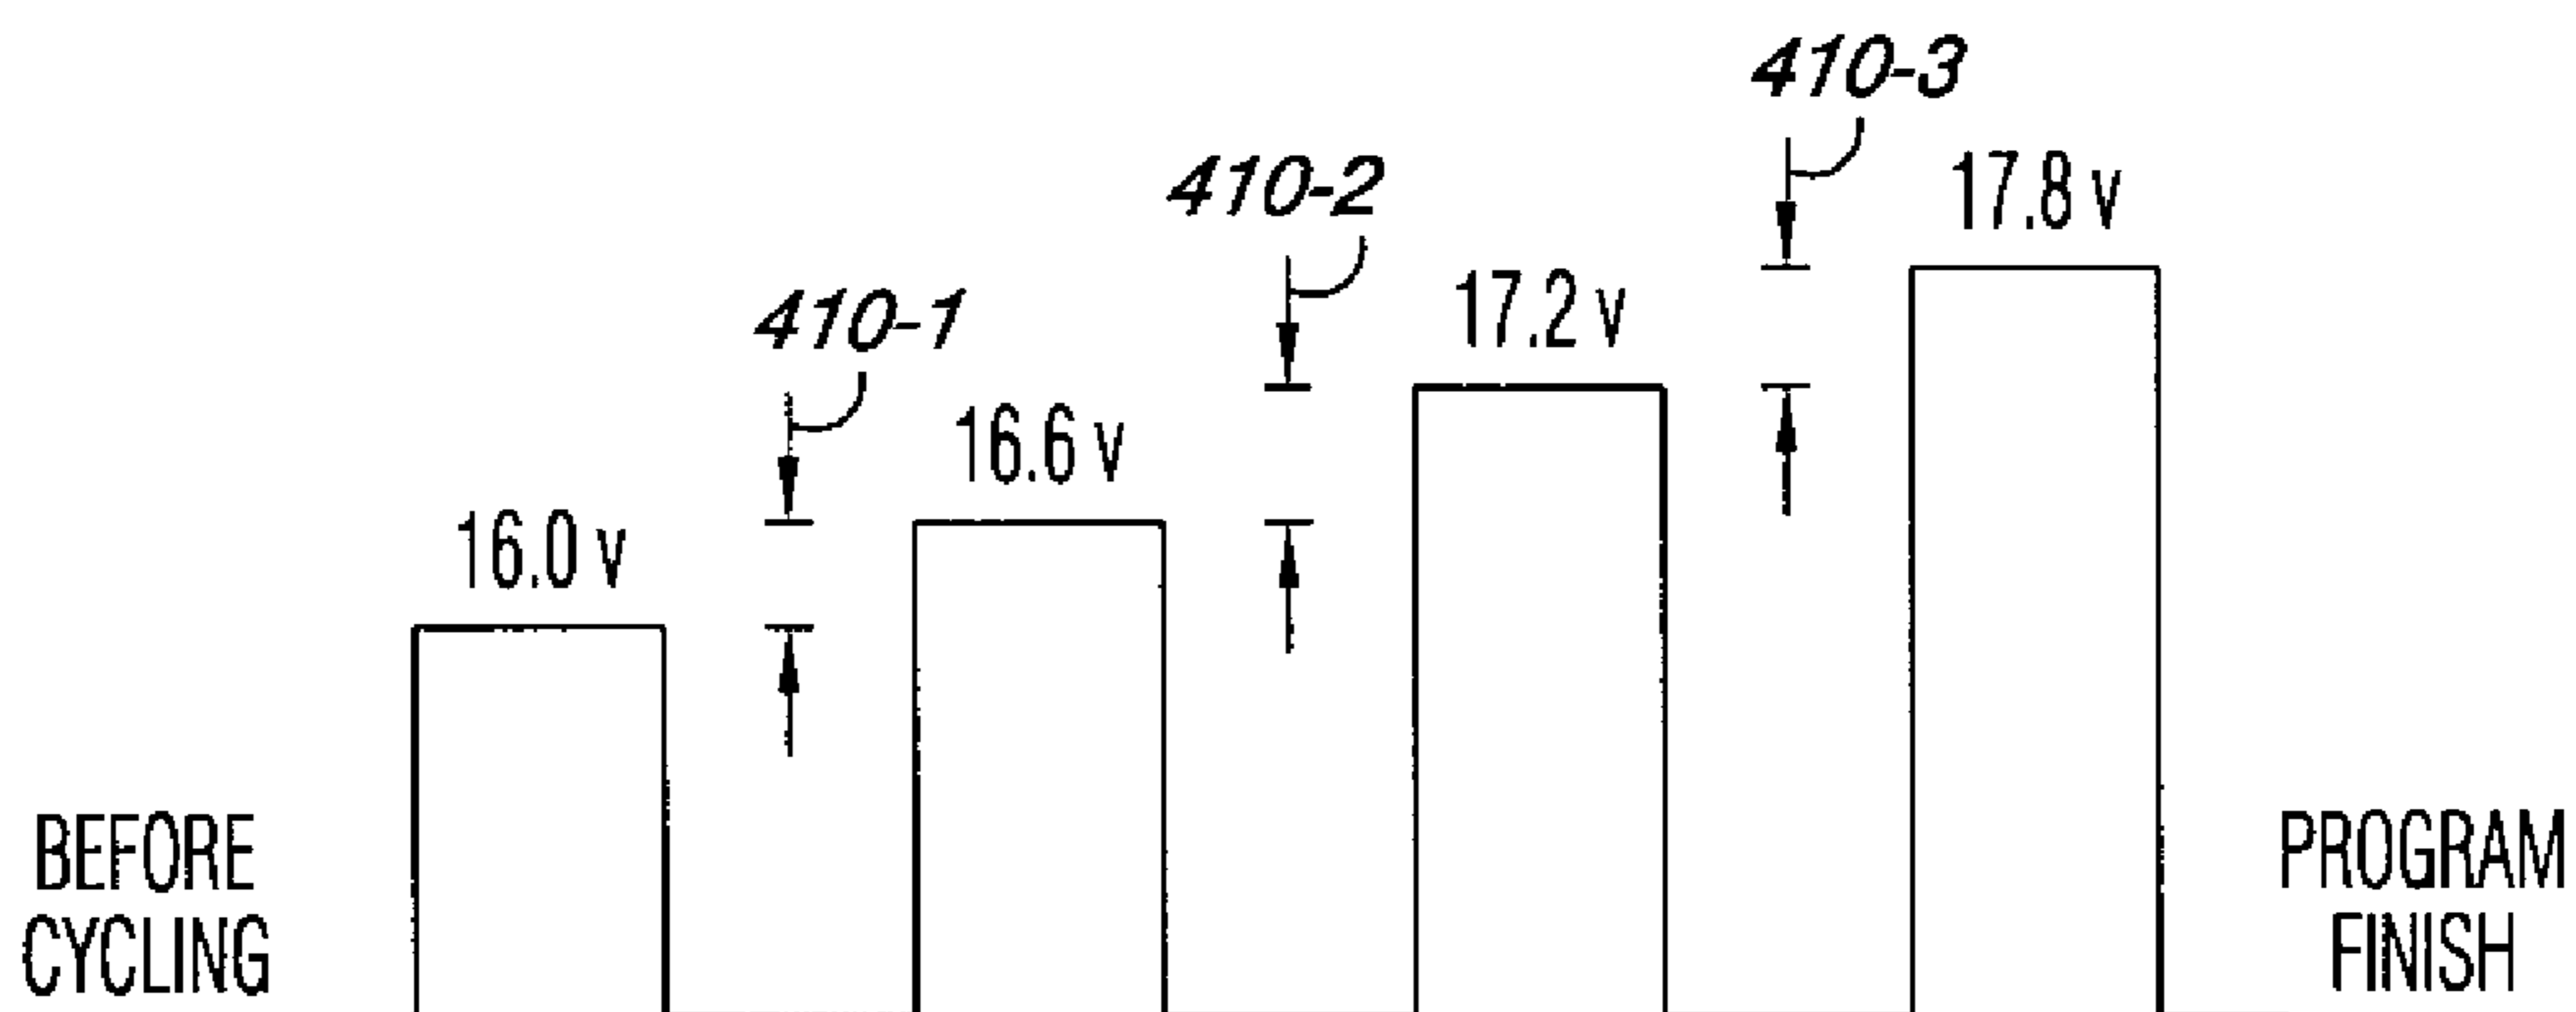 410-3
17.8 v
410-2
17.2 v
410-1
16.6 v
16.0 v
BEFORE
CYCLING
PROGRAM
FINISH